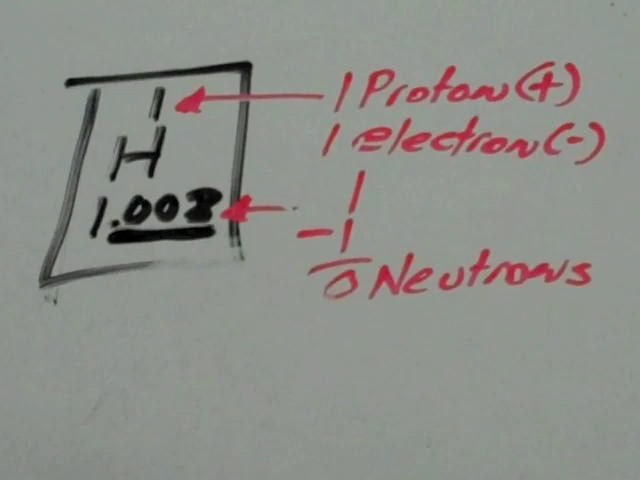 1
H
1.008
1 Proton (+)
1 electron (-)
1
-1
0 Neutrons